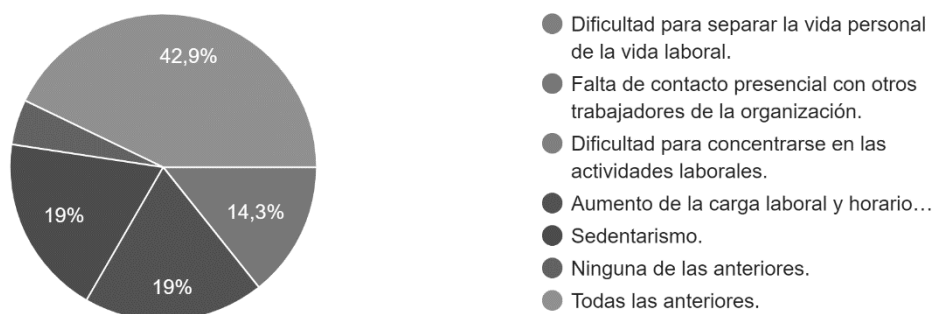 42,9%
19%
19%
14,3%
Dificultad para separar la vida personal
de la vida laboral.
Falta de contacto presencial con otros
trabajadores de la organización.
Dificultad para concentrarse en las
actividades laborales.
Aumento de la carga laboral y horario…
Sedentarismo.
Ninguna de las anteriores.
Todas las anteriores.